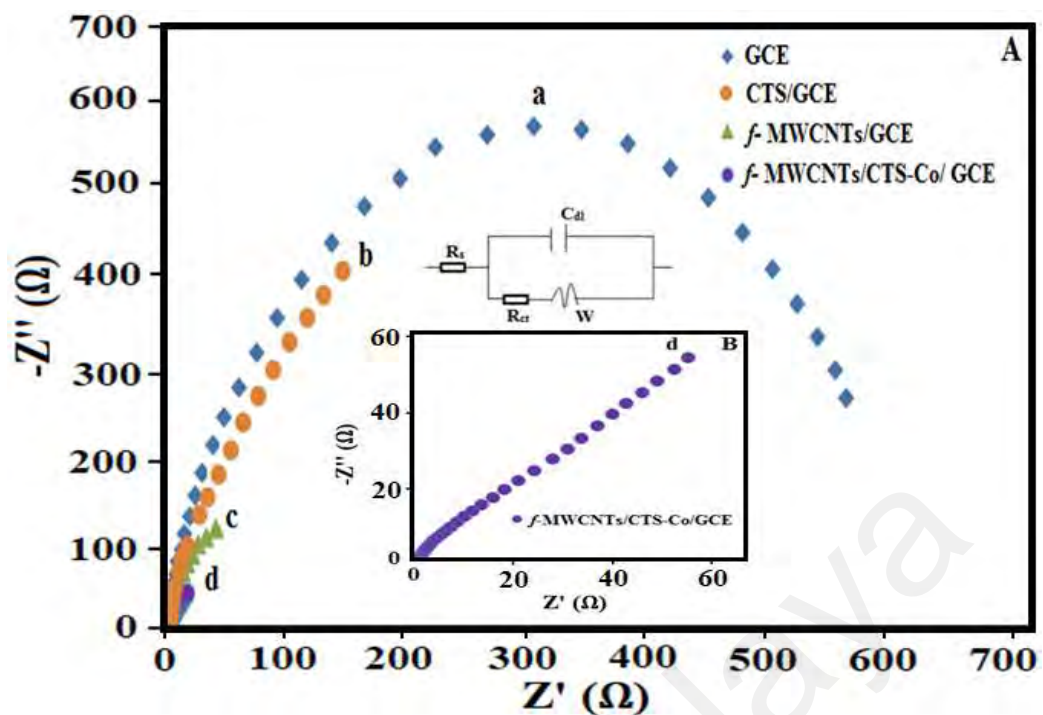 A
700
600
500
400
300
200
100
0
-Z'' (Ω)
GCE
CTS/GCE
f- MWCNTs/GCE
f- MWCNTs/CTS-Co/ GCE
a
b
c
d
Cdl
Rs
Rct
W
d B
60
40
20
0
-Z'' (Ω)
f-MWCNTs/CTS-Co/GCE
0 20 40 60
Z' (Ω)
0 100 200 300 400 500 600 700
Z' (Ω)
laya